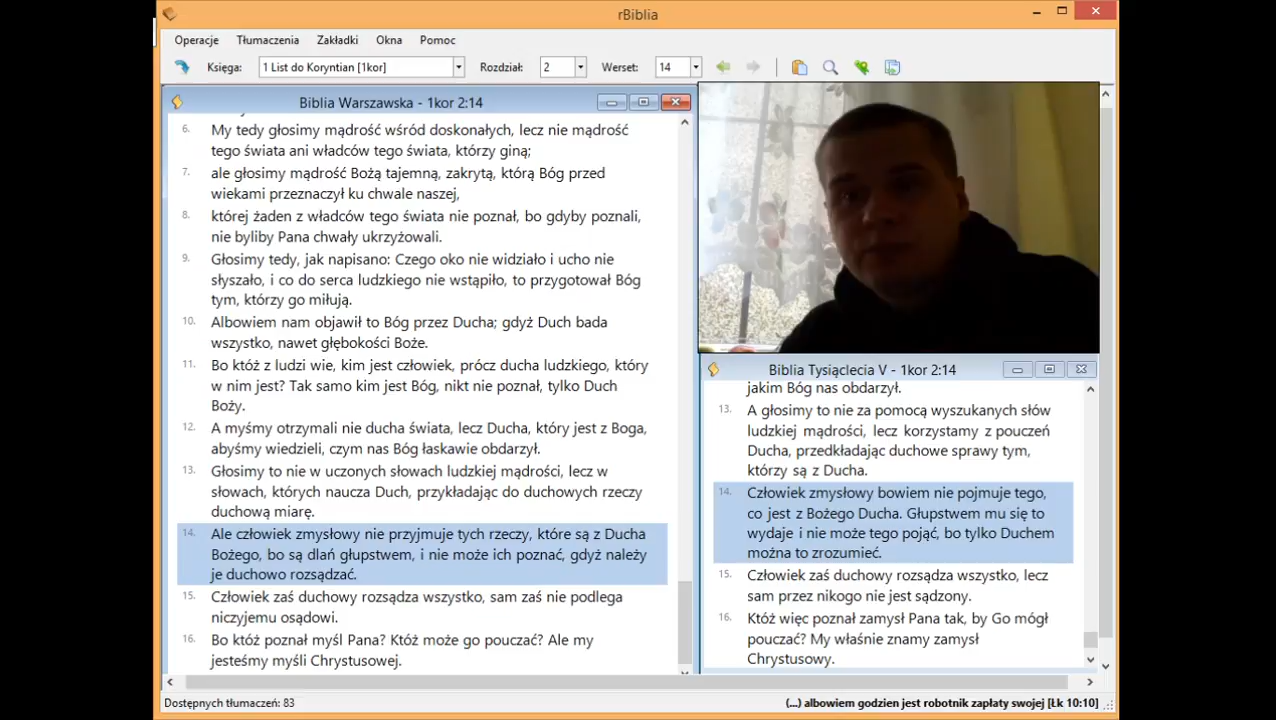 rBiblia
Operacje Tłumaczenia Zakładki Okna Pomoc
Księga: 1 List do Koryntian [1kor] Rozdział: 2 Werset: 14
Biblia Warszawska - 1kor 2:14
6. My tedy głosimy mądrość wśród doskonałych, lecz nie mądrość
tego świata ani władców tego świata, którzy giną;
7. ale głosimy mądrość Bożą tajemną, zakrytą, którą Bóg przed
wiekami przeznaczył ku chwale naszej,
8. której żaden z władców tego świata nie poznał, bo gdyby poznali,
nie byliby Pana chwały ukrzyżowali.
9. Głosimy tedy, jak napisano: Czego oko nie widziało i ucho nie
słyszało, i co do serca ludzkiego nie wstąpiło, to przygotował Bóg
tym, którzy go miłują.
10. Albowiem nam objawił to Bóg przez Ducha; gdyż Duch bada
wszystko, nawet głębokości Boże.
11. Bo któż z ludzi wie, kim jest człowiek, prócz ducha ludzkiego, który
w nim jest? Tak samo kim jest Bóg, nikt nie poznał, tylko Duch
Boży.
12. A myśmy otrzymali nie ducha świata, lecz Ducha, który jest z Boga,
abyśmy wiedzieli, czym nas Bóg łaskawie obdarzył.
13. Głosimy to nie w uczonych słowach ludzkiej mądrości, lecz w
słowach, których naucza Duch, przykładając do duchowych rzeczy
duchową miarę.
14. Ale człowiek zmysłowy nie przyjmuje tych rzeczy, które są z Ducha
Bożego, bo są dlań głupstwem, i nie może ich poznać, gdyż należy
je duchowo rozsądzać.
15. Człowiek zaś duchowy rozsądza wszystko, sam zaś nie podlega
niczyjemu osądowi.
16. Bo któż poznał myśl Pana? Któż może go pouczać? Ale my
jesteśmy myśli Chrystusowej.
Biblia Tysiąclecia V - 1kor 2:14
jakim Bóg nas obdarzył.
13. A głosimy to nie za pomocą wyszukanych słów
ludzkiej mądrości, lecz korzystamy z pouczeń
Ducha, przedkładając duchowe sprawy tym,
którzy są z Ducha.
14. Człowiek zmysłowy bowiem nie pojmuje tego,
co jest z Bożego Ducha. Głupstwem mu się to
wydaje i nie może tego pojąć, bo tylko Duchem
można to zrozumieć.
15. Człowiek zaś duchowy rozsądza wszystko, lecz
sam przez nikogo nie jest sądzony.
16. Któż więc poznał zamysł Pana tak, by Go mógł
pouczać? My właśnie znamy zamysł
Chrystusowy.
Dostępnych tłumaczeń: 83
(...) albowiem godzien jest robotnik zapłaty swojej [Łk 10:10]